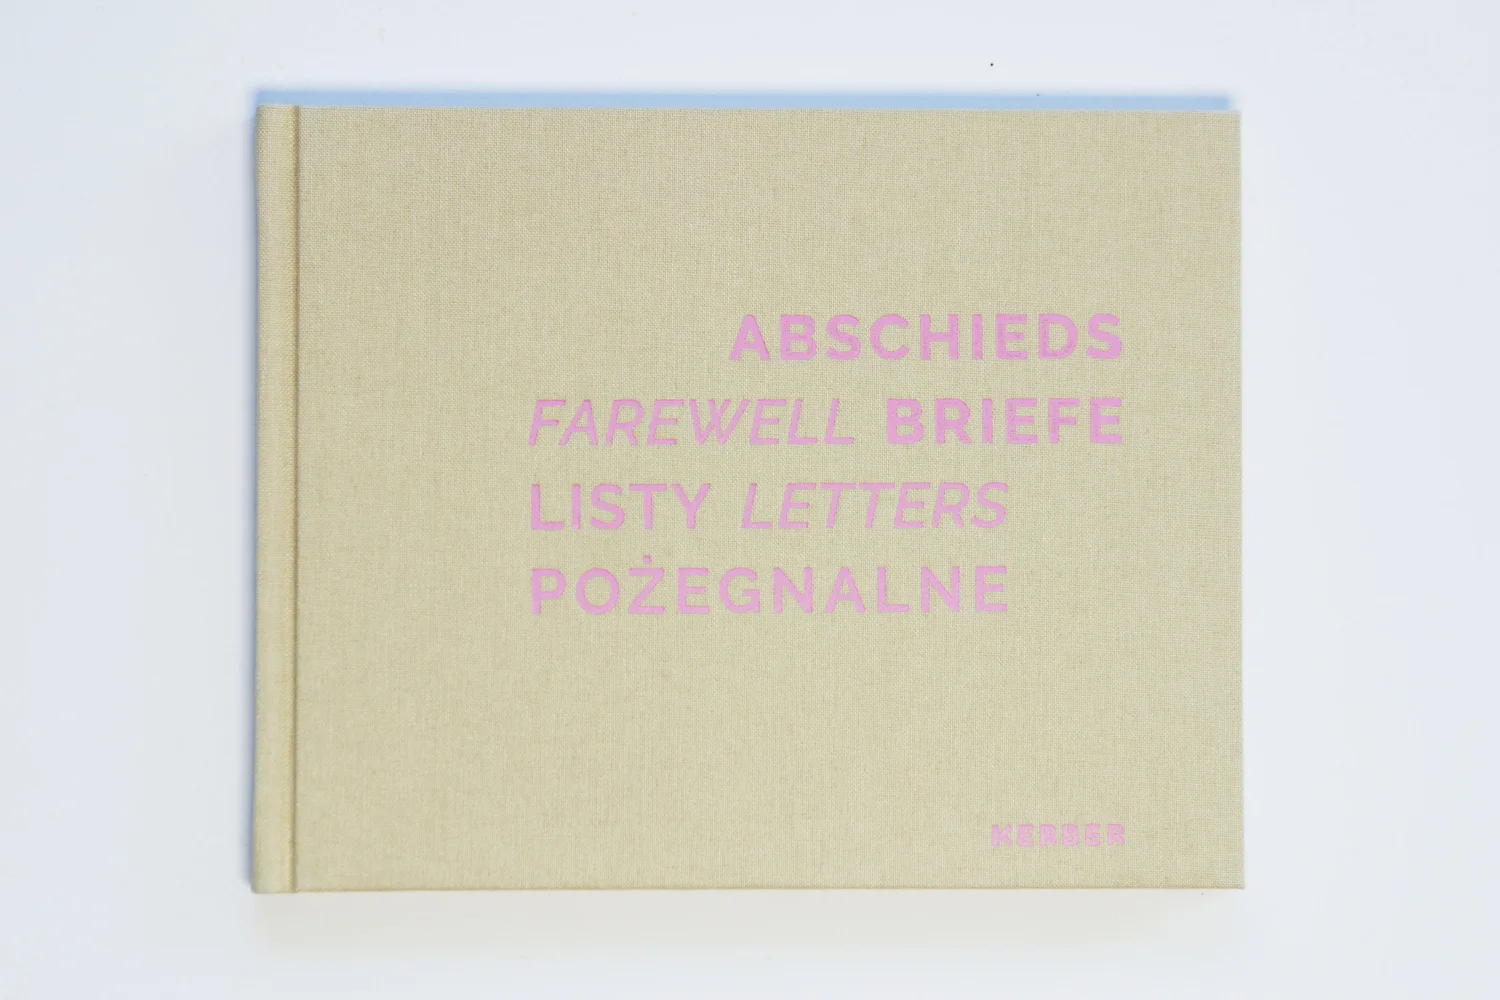 ABSCHIEDS
FAREWELL BRIEFE
LISTY LETTERS
POŻEGNALNE
KERBER